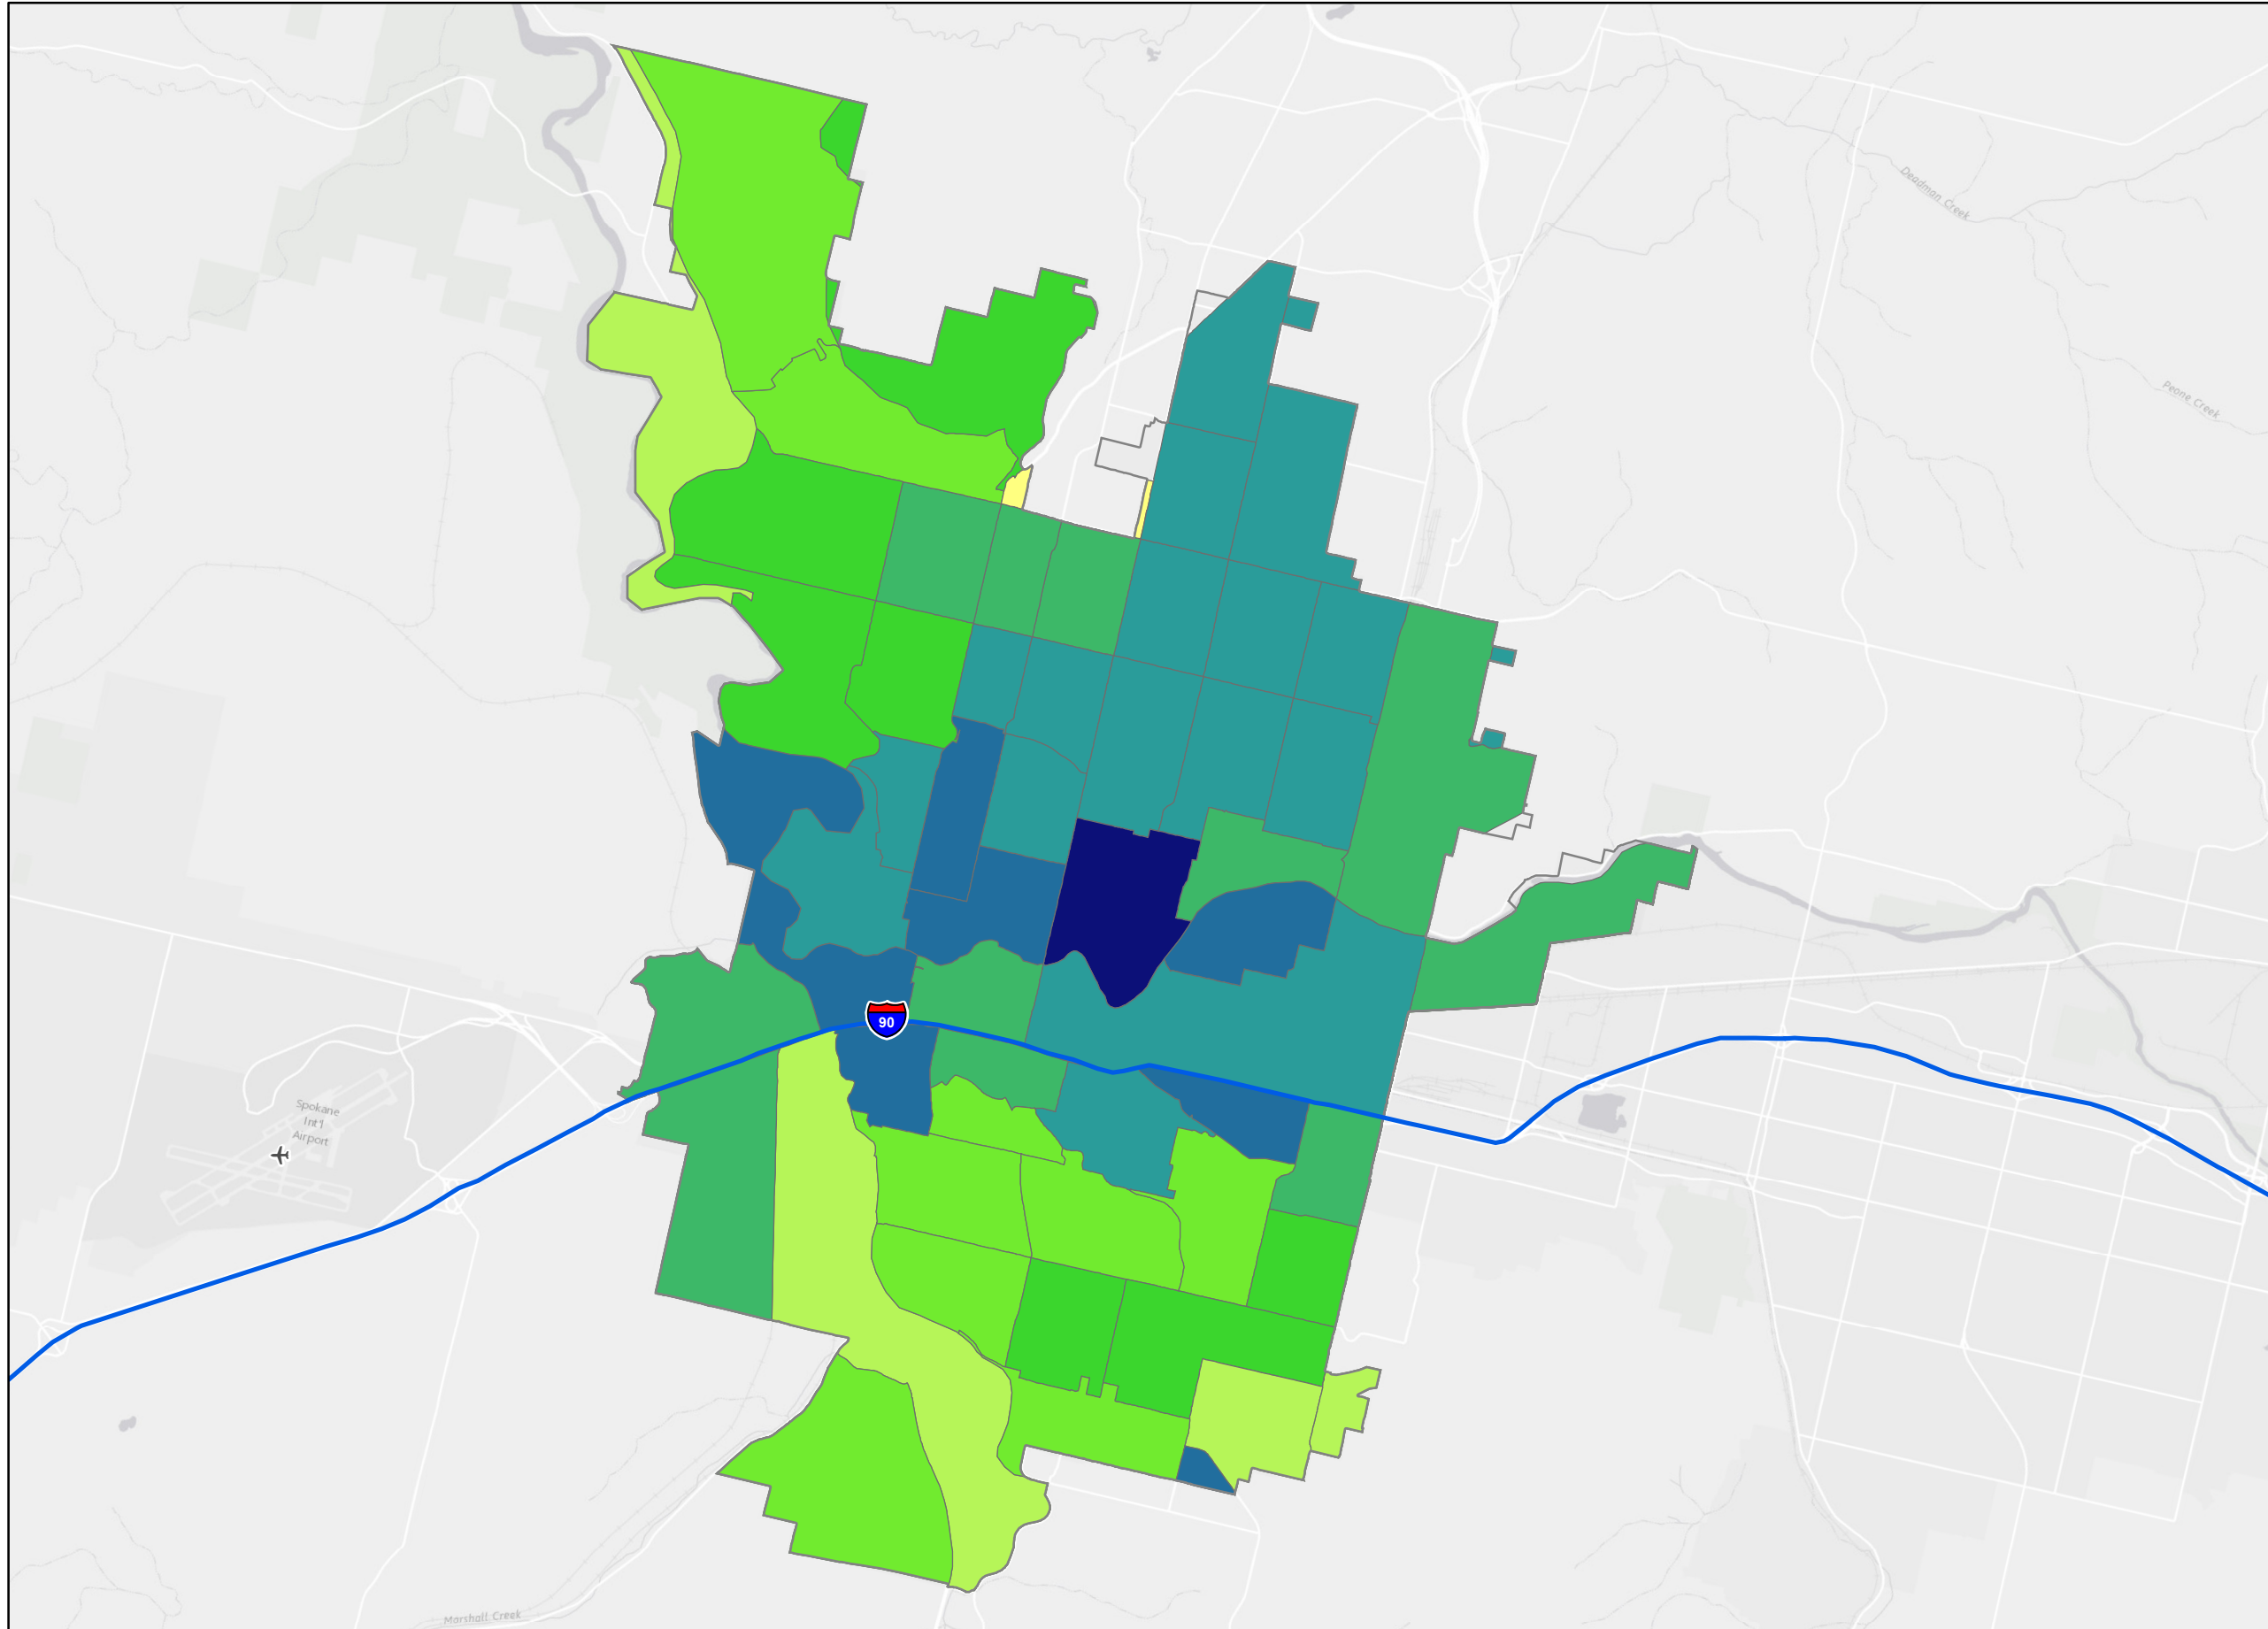 Deadman Creek
Peone Creek
90
Spokane
Int'l
Airport
Marshall Creek